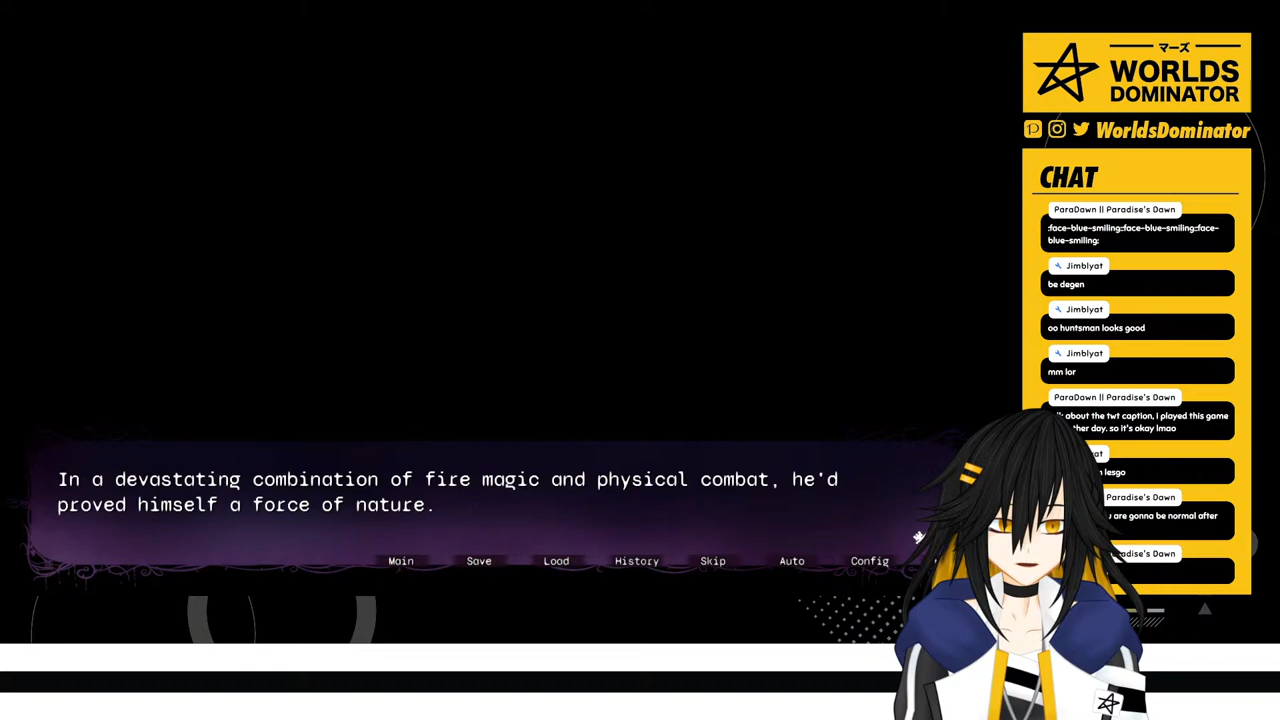 マーズ
WORLDS
DOMINATOR
WorldsDominator
CHAT
ParaDawn || Paradise's Dawn
:face-blue-smiling::face-blue-smiling::face-
blue-smiling:
Jimblyat
be degen
Jimblyat
oo huntsman looks good
Jimblyat
mm lor
ParaDawn || Paradise's Dawn
about the twt caption, i played this game
ther day. so it's okay lmao
yat
lesgo
Paradise's Dawn
are gonna be normal after
adise's Dawn
In a devastating combination of fire magic and physical combat, he'd
proved himself a force of nature.
Main
Save
Load
History
Skip
Auto
Config